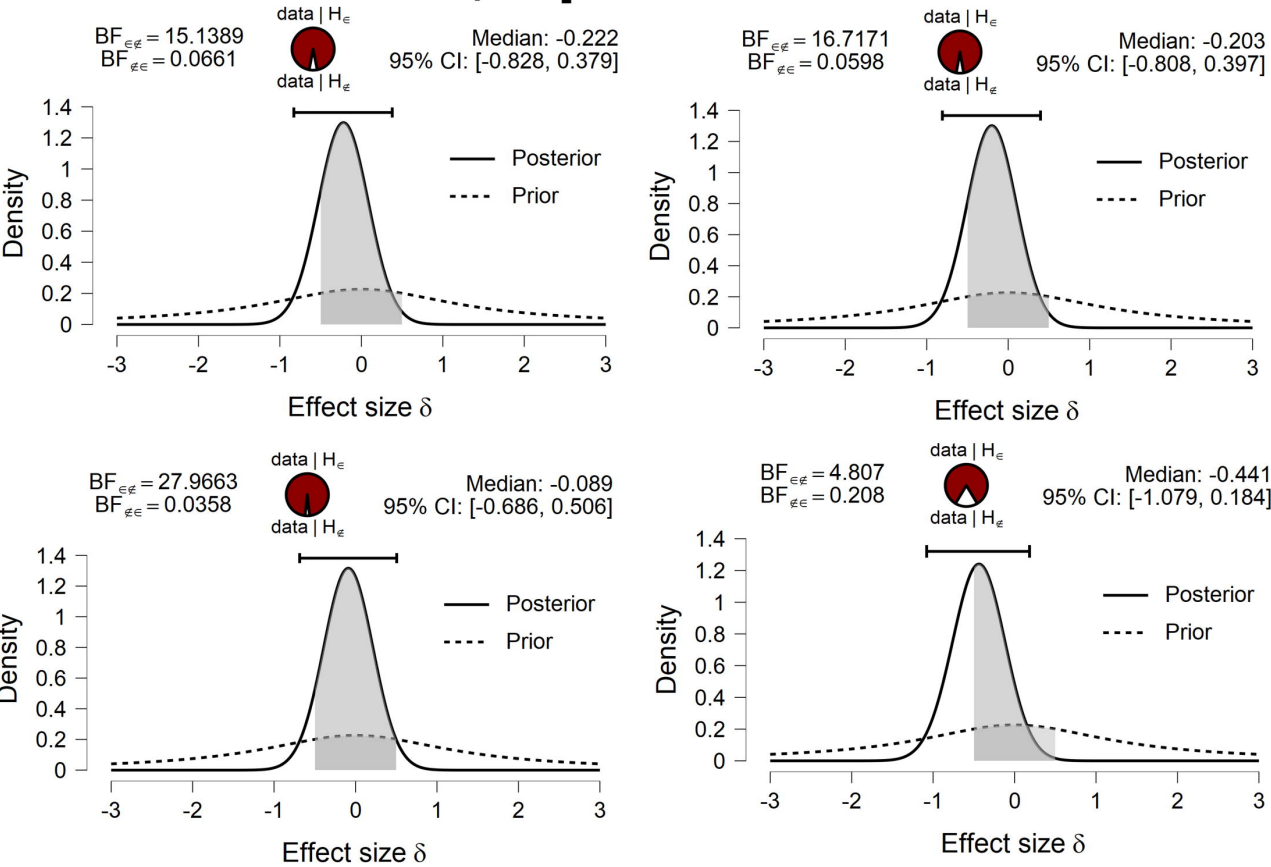 data | H∈
BF∈∉ = 15.1389
BF∉∈ = 0.0661
Median: -0.222
95% CI: [-0.828, 0.379]
data | H∉
1.4
1.2
1
0.8
0.6
0.4
0.2
0
Density
Posterior
Prior
-3 -2 -1 0 1 2 3
Effect size δ
data | H∈
BF∈∉ = 16.7171
BF∉∈ = 0.0598
Median: -0.203
95% CI: [-0.808, 0.397]
data | H∉
1.4
1.2
1
0.8
0.6
0.4
0.2
0
Density
Posterior
Prior
-3 -2 -1 0 1 2 3
Effect size δ
data | H∈
BF∈∉ = 27.9663
BF∉∈ = 0.0358
Median: -0.089
95% CI: [-0.686, 0.506]
data | H∉
1.4
1.2
1
0.8
0.6
0.4
0.2
0
Density
Posterior
Prior
-3 -2 -1 0 1 2 3
Effect size δ
data | H∈
BF∈∉ = 4.807
BF∉∈ = 0.208
Median: -0.441
95% CI: [-1.079, 0.184]
data | H∉
1.4
1.2
1
0.8
0.6
0.4
0.2
0
Density
Posterior
Prior
-3 -2 -1 0 1 2 3
Effect size δ